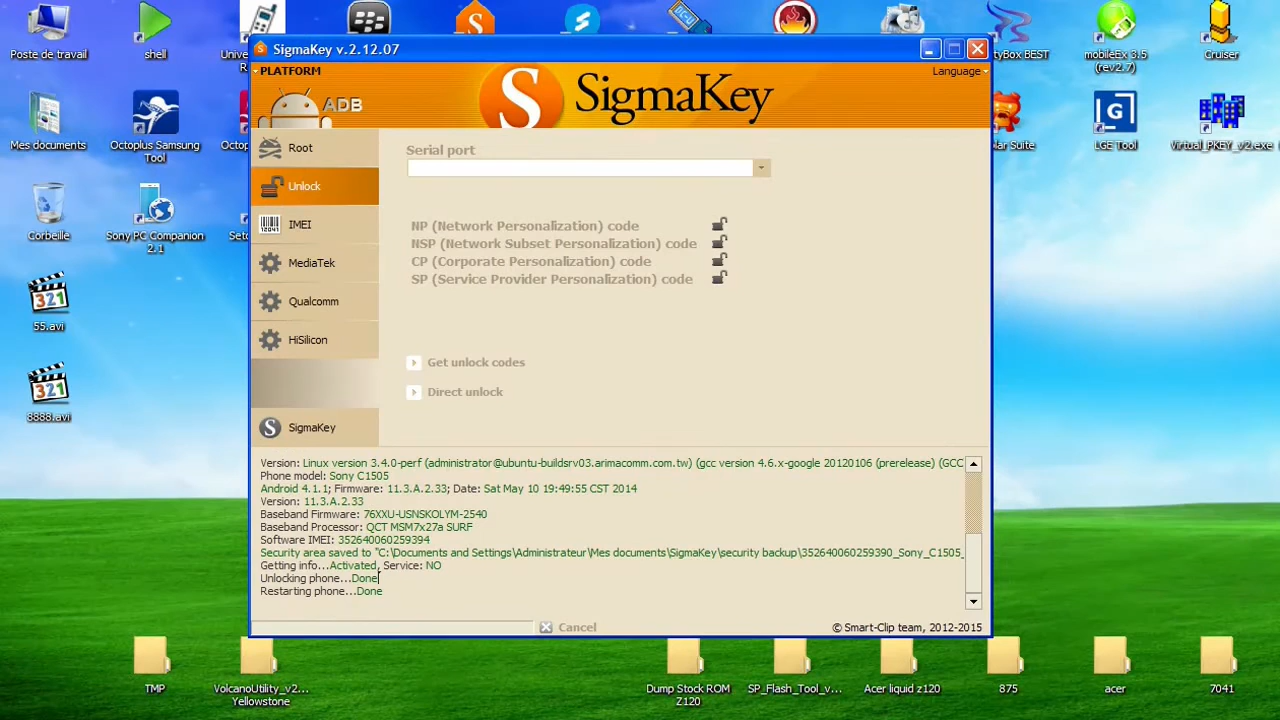 Poste de travail
shell
SigmaKey v.2.12.07
tyBox BEST
mobileEx 3.5
(rev2.7)
Cruiser
PLATFORM
Language
ADB
S SigmaKey
Mes documents
Octoplus Samsung
Tool
LGE Tool
Virtual_PKEY_v2.exe
Root
Unlock
IMEI
MediaTek
Qualcomm
HiSilicon
S SigmaKey
Serial port
NP (Network Personalization) code
NSP (Network Subset Personalization) code
CP (Corporate Personalization) code
SP (Service Provider Personalization) code
Get unlock codes
Direct unlock
Corbeille
Sony PC Companion
2.1
321
55.avi
321
8888.avi
Version: Linux version 3.4.0-perf (administrator@ubuntu-buildsrv03.arimacomm.com.tw) (gcc version 4.6.x-google 20120106 (prerelease) (GCC
Phone model: Sony C1505
Android 4.1.1; Firmware: 11.3.A.2.33; Date: Sat May 10 19:49:55 CST 2014
Version: 11.3.A.2.33
Baseband Firmware: 76XXU-USNSKOLYM-2540
Baseband Processor: QCT MSM7x27a SURF
Software IMEI: 352640060259394
Security area saved to "C:\Documents and Settings\Administrateur\Mes documents\SigmaKey\security backup\352640060259390_Sony_C1505_
Getting info...Activated, Service: NO
Unlocking phone...Done
Restarting phone...Done
Cancel
© Smart-Clip team, 2012-2015
TMP
VolcanoUtility_v2...
Yellowstone
Dump Stock ROM
Z120
SP_Flash_Tool_v...
Acer liquid z120
875
acer
7041